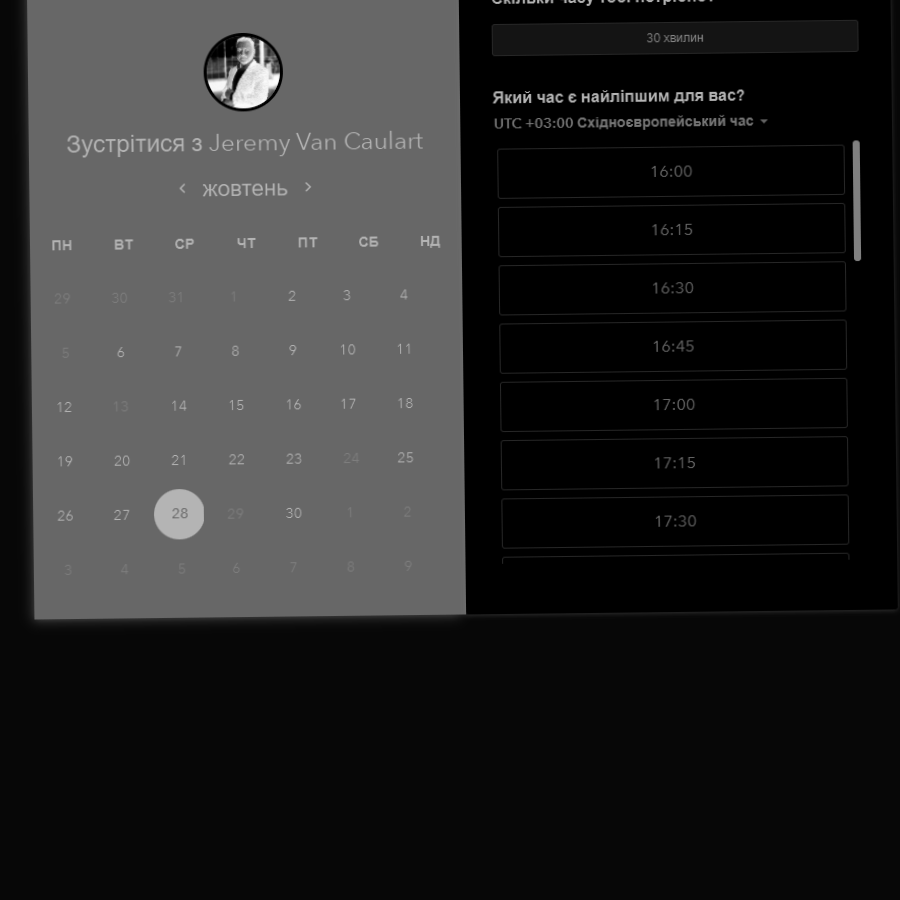 Зустрітися з Jeremy Van Caulart
жовтень
ПН ВТ СР ЧТ ПТ СБ НД
29 30 31 1 2 3 4
5 6 7 8 9 10 11
12 13 14 15 16 17 18
19 20 21 22 23 24 25
26 27 28 29 30 1 2
3 4 5 6 7 8 9
30 хвилин
Який час є найліпшим для вас?
UTC +03:00 Східноєвропейський час
16:00
16:15
16:30
16:45
17:00
17:15
17:30